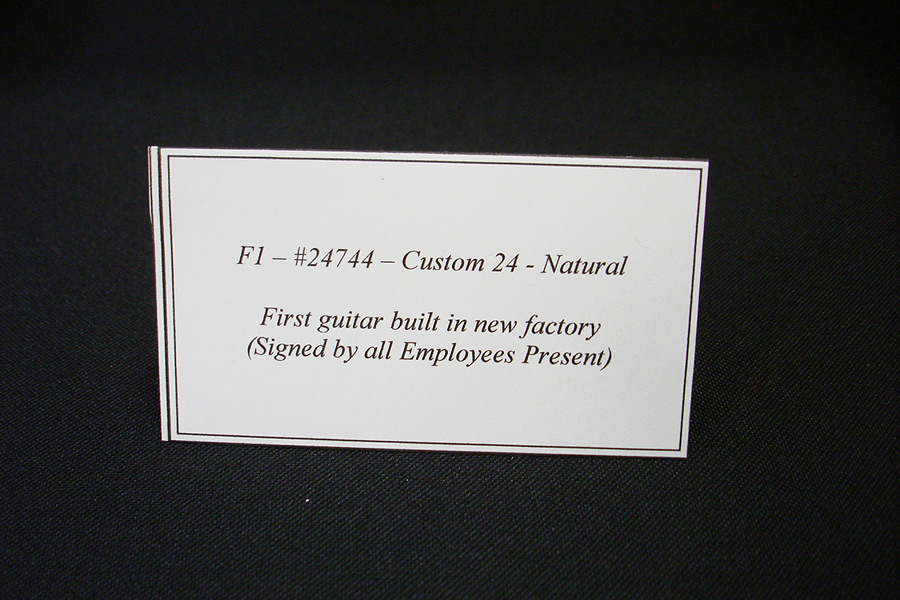 F1 – #24744 – Custom 24 - Natural
First guitar built in new factory
(Signed by all Employees Present)